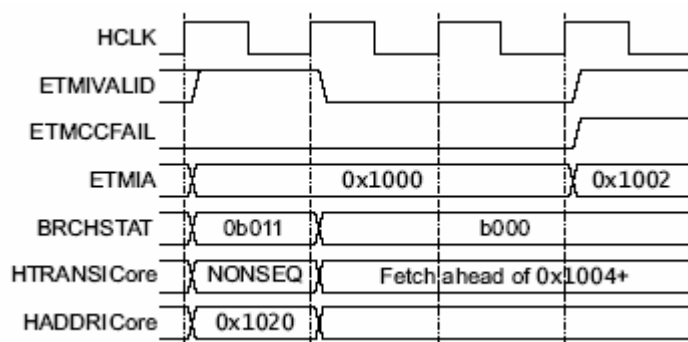 HCLK
ETMIVALID
ETMCCFAIL
ETMIA 0x1000 0x1002
BRCHSTAT 0b011 b000
HTRANSICore NONSEQ Fetch ahead of 0x1004+
HADDRICore 0x1020